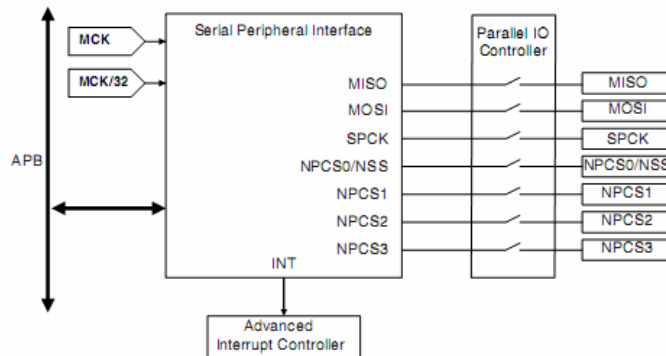 MCK
MCK/32
APB
Serial Peripheral Interface
MISO
MOSI
SPCK
NPCS0/NSS
NPCS1
NPCS2
NPCS3
INT
Advanced
Interrupt Controller
Parallel IO
Controller
MISO
MOSI
SPCK
NPCS0/NSS
NPCS1
NPCS2
NPCS3